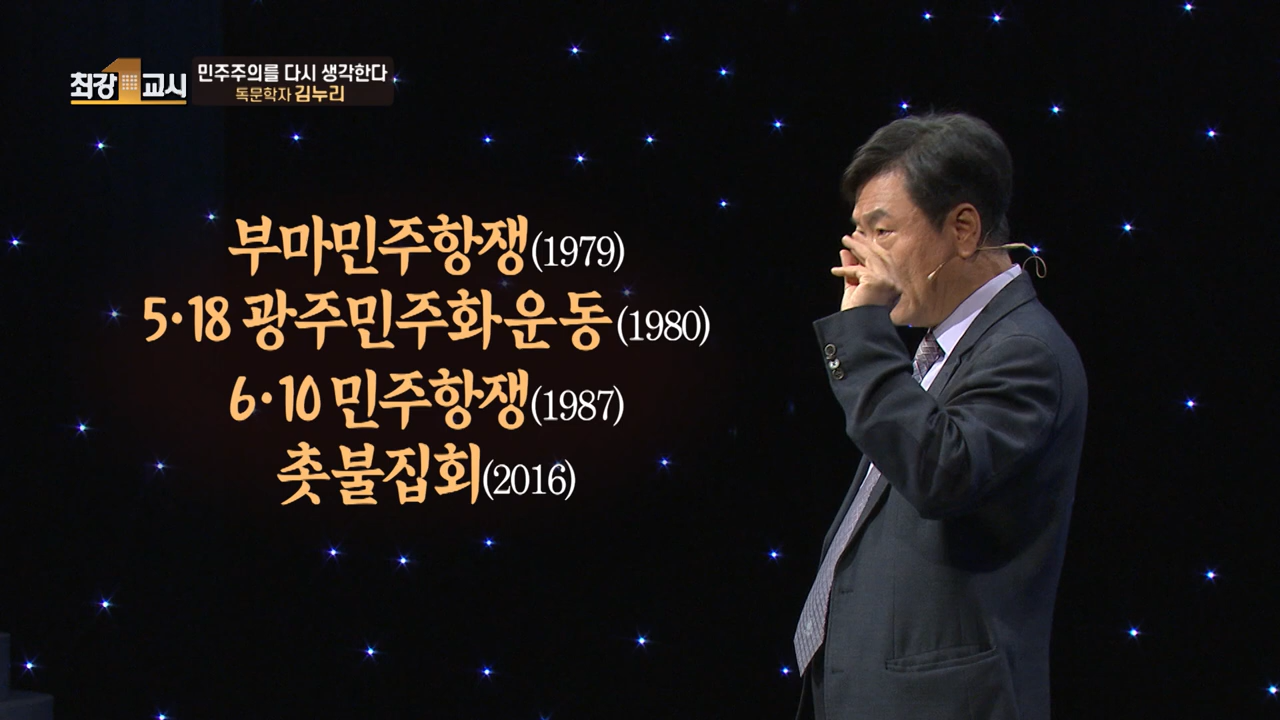 최강1교시
민주주의를 다시 생각한다
독문학자 김누리
부마민주항쟁(1979)
5·18 광주민주화운동(1980)
6·10 민주항쟁(1987)
촛불집회(2016)